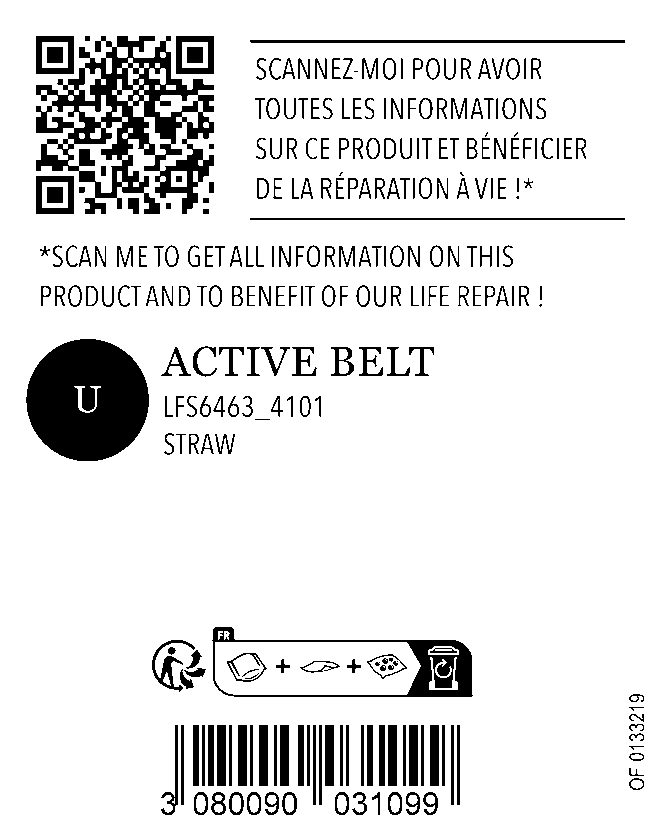 SCANNEZ-MOI POUR AVOIR
TOUTES LES INFORMATIONS
SUR CE PRODUIT ET BÉNÉFICIER
DE LA RÉPARATION À VIE !*
*SCAN ME TO GET ALL INFORMATION ON THIS
PRODUCT AND TO BENEFIT OF OUR LIFE REPAIR !
U
ACTIVE BELT
LFS6463_4101
STRAW
FR
+ +
3 080090 031099
OF 0133219